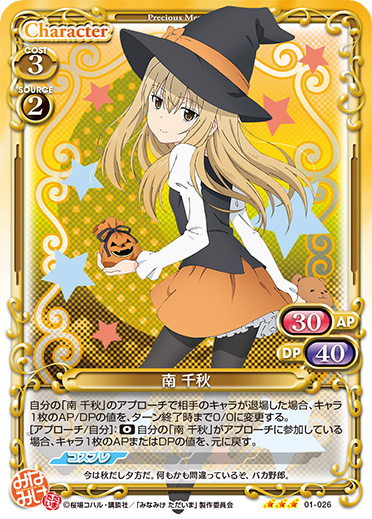 Precious Me
Character
COST
3
SOURCE
2
30 AP
DP 40
南 千秋
自分の「南 千秋」のアプローチで相手のキャラが退場した場合、キャラ
1枚のAP/DPの値を、ターン終了時まで0/0に変更する。
[アプローチ/自分]:自分の「南 千秋」がアプローチに参加している
場合、キャラ1枚のAPまたはDPの値を、元に戻す。
コスプレ
今は秋だし夕方だ。何もかも間違っているぞ、バカ野郎。
みなみけ
©桜場コハル・講談社/「みなみけ ただいま」製作委員会
01-026